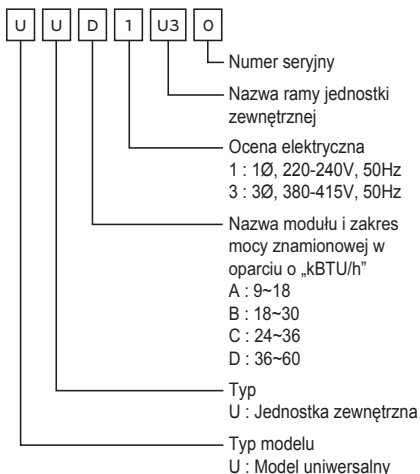 U U D 1 U3 0
Numer seryjny
Nazwa ramy jednostki
zewnętrznej
Ocena elektryczna
1 : 1Ø, 220-240V, 50Hz
3 : 3Ø, 380-415V, 50Hz
Nazwa modułu i zakres
mocy znamionowej w
oparciu o „kBTU/h”
A : 9~18
B : 18~30
C : 24~36
D : 36~60
Typ
U : Jednostka zewnętrzna
Typ modelu
U : Model uniwersalny